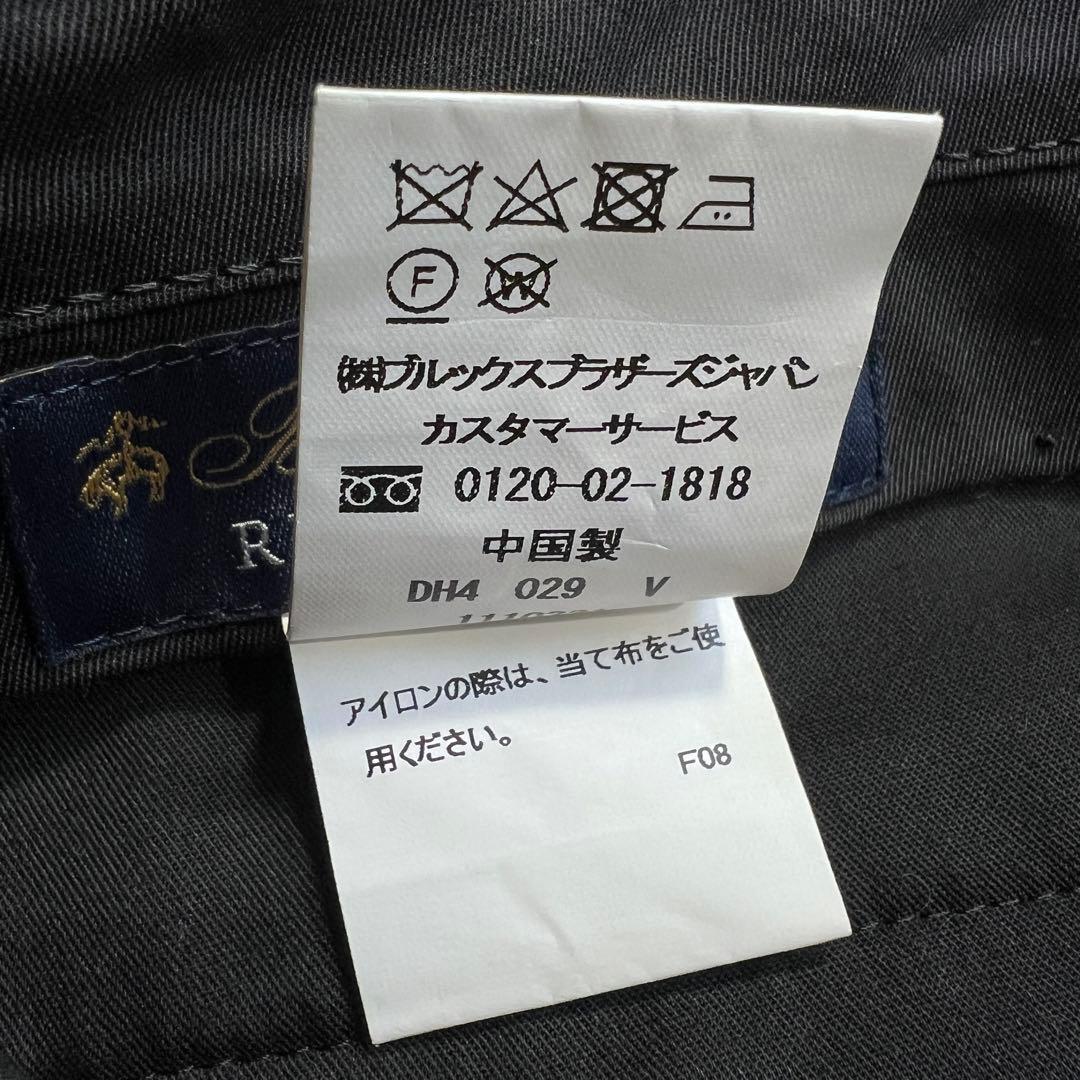 F
W
㈱ブルックスブラザーズジャパン
カスタマーサービス
0120-02-1818
中国製
DH4 029 V
R
アイロンの際は、当て布をご使
用ください。
F08